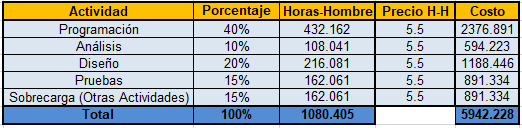 Actividad Porcentaje Horas-Hombre Precio H-H Costo
Programación 40% 432.162 5.5 2376.891
Análisis 10% 108.041 5.5 594.223
Diseño 20% 216.081 5.5 1188.446
Pruebas 15% 162.061 5.5 891.334
Sobrecarga (Otras Actividades) 15% 162.061 5.5 891.334
Total 100% 1080.405 5942.228